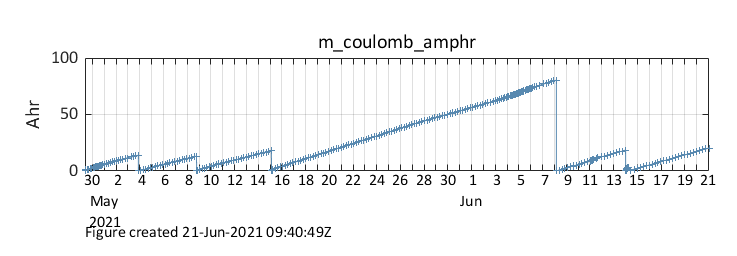 m_coulomb_amphr
100
50
0
Ahr
30 2 4 6 8 10 12 14 16 18 20 22 24 26 28 30 1 3 5 7 9 11 13 15 17 19 21
May Jun
2021
Figure created 21-Jun-2021 09:40:49Z